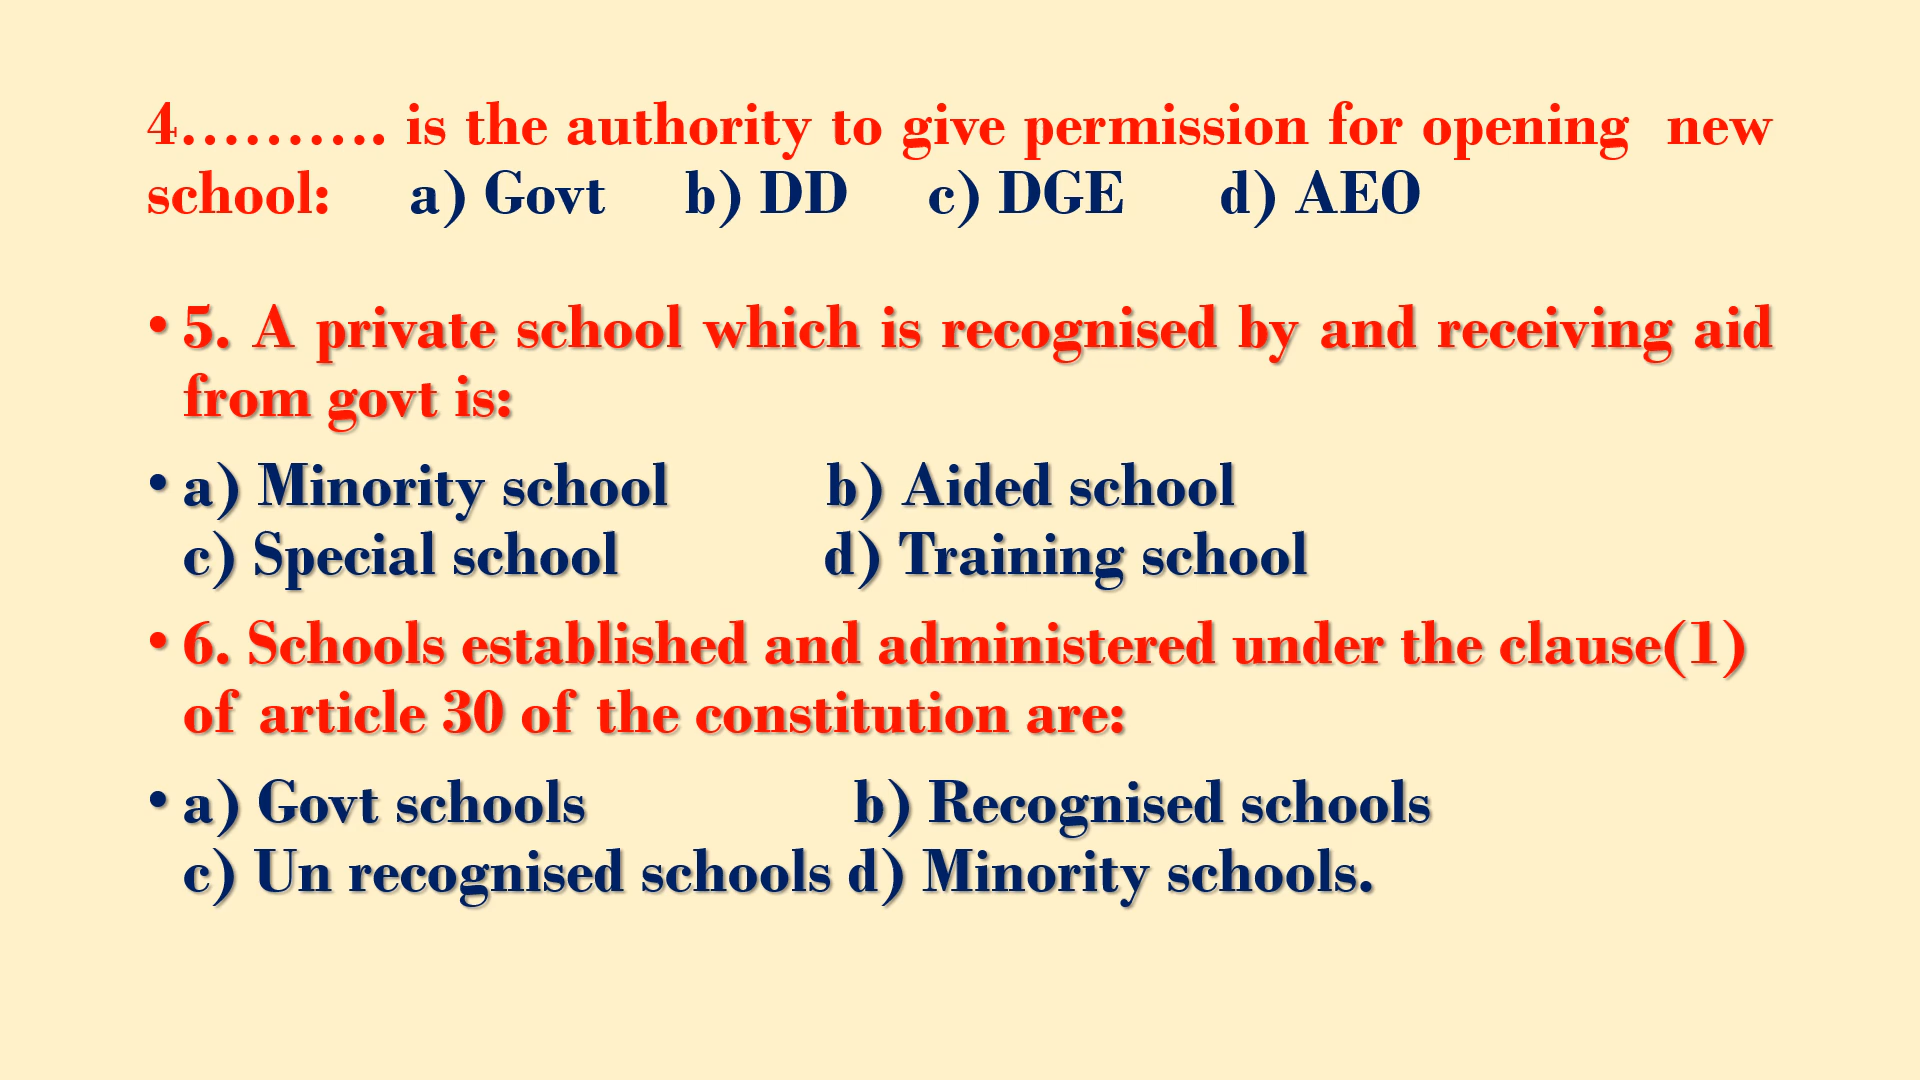 4………. is the authority to give permission for opening new
school: a) Govt b) DD c) DGE d) AEO
• 5. A private school which is recognised by and receiving aid
from govt is:
• a) Minority school b) Aided school
c) Special school d) Training school
• 6. Schools established and administered under the clause(1)
of article 30 of the constitution are:
• a) Govt schools b) Recognised schools
c) Un recognised schools d) Minority schools.